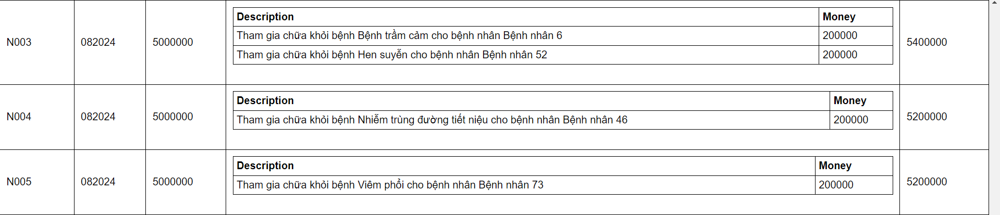 Description Money
Tham gia chữa khỏi bệnh Bệnh trầm cảm cho bệnh nhân Bệnh nhân 6 200000
N003 082024 5000000 5400000
Tham gia chữa khỏi bệnh Hen suyễn cho bệnh nhân Bệnh nhân 52 200000
Description Money
N004 082024 5000000 5200000
Tham gia chữa khỏi bệnh Nhiễm trùng đường tiết niệu cho bệnh nhân Bệnh nhân 46 200000
Description Money
N005 082024 5000000 5200000
Tham gia chữa khỏi bệnh Viêm phổi cho bệnh nhân Bệnh nhân 73 200000